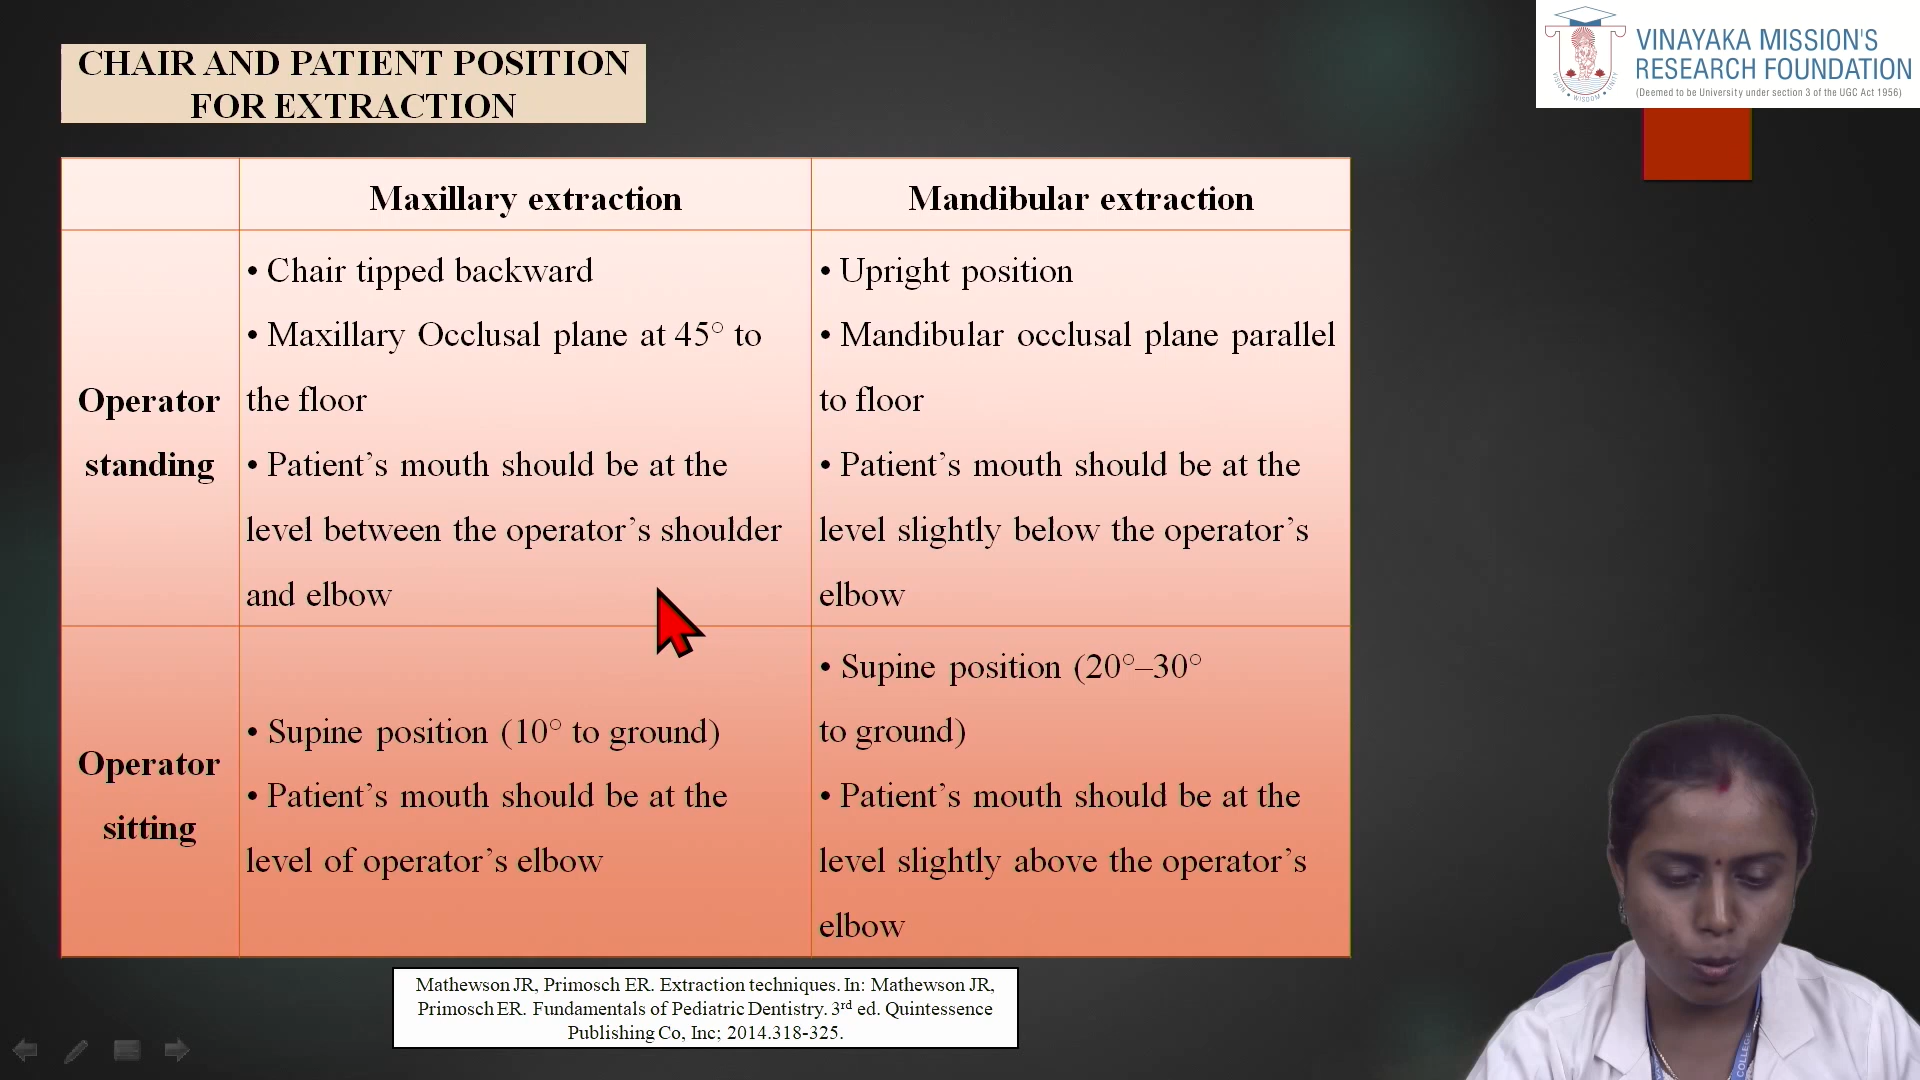 CHAIR AND PATIENT POSITION
FOR EXTRACTION
VINAYAKA MISSION'S
RESEARCH FOUNDATION
(Deemed to be University under section 3 of the UGC Act 1956)
Maxillary extraction
Mandibular extraction
Operator
standing
• Chair tipped backward
• Maxillary Occlusal plane at 45° to
the floor
• Patient’s mouth should be at the
level between the operator’s shoulder
and elbow
• Upright position
• Mandibular occlusal plane parallel
to floor
• Patient’s mouth should be at the
level slightly below the operator’s
elbow
Operator
sitting
• Supine position (10° to ground)
• Patient’s mouth should be at the
level of operator’s elbow
• Supine position (20°–30°
to ground)
• Patient’s mouth should be at the
level slightly above the operator’s
elbow
Mathewson JR, Primosch ER. Extraction techniques. In: Mathewson JR,
Primosch ER. Fundamentals of Pediatric Dentistry. 3rd ed. Quintessence
Publishing Co, Inc; 2014.318-325.